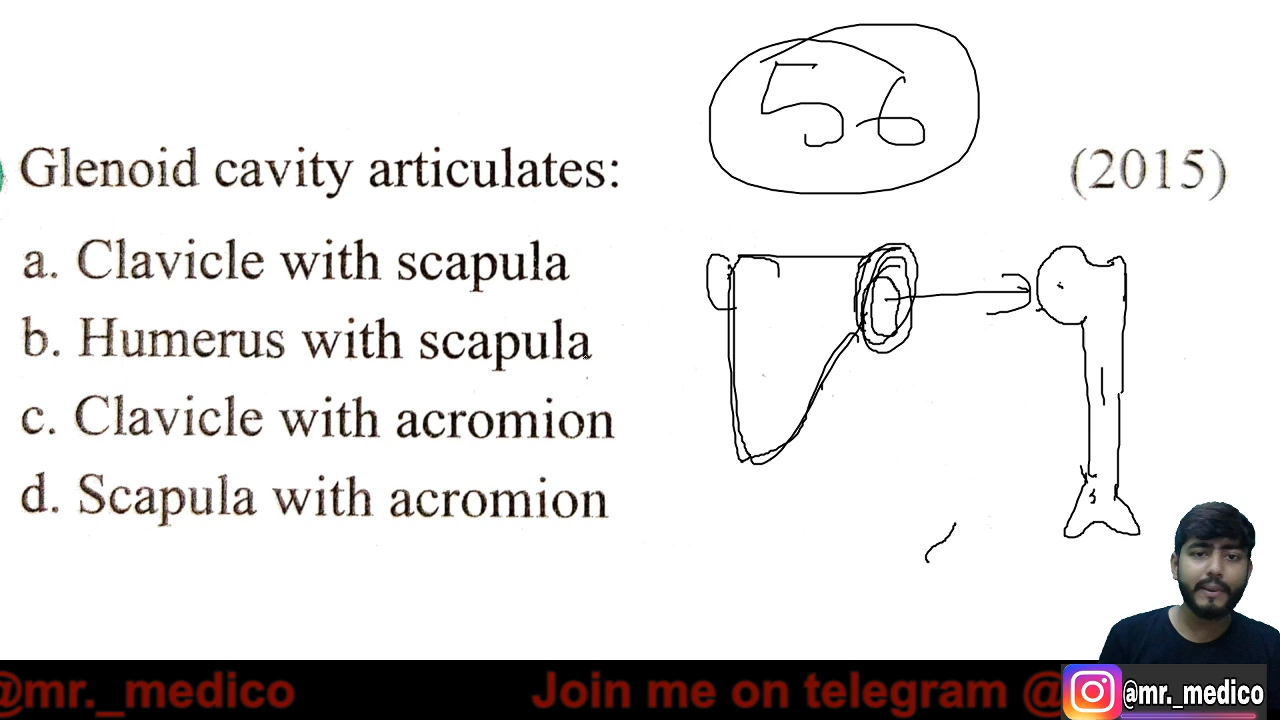 56
Glenoid cavity articulates: (2015)
a. Clavicle with scapula
b. Humerus with scapula
c. Clavicle with acromion
d. Scapula with acromion
@mr._medico Join me on telegram @
@mr._medico